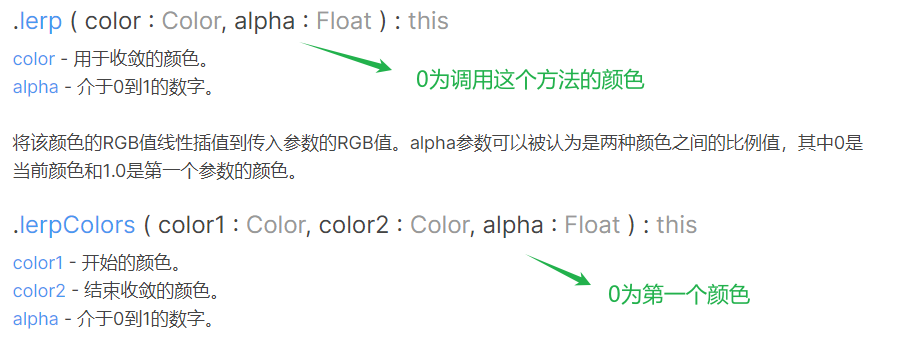 .lerp ( color : Color, alpha : Float ) : this
color - 用于收敛的颜色。
0为调用这个方法的颜色
alpha - 介于0到1的数字。
将该颜色的RGB值线性插值到传入参数的RGB值。alpha参数可以被认为是两种颜色之间的比例值，其中0是
当前颜色和1.0是第一个参数的颜色。
.lerpColors ( color1 : Color, color2 : Color, alpha : Float ) : this
color1 - 开始的颜色。
color2 - 结束收敛的颜色。
0为第一个颜色
alpha - 介于0到1的数字。